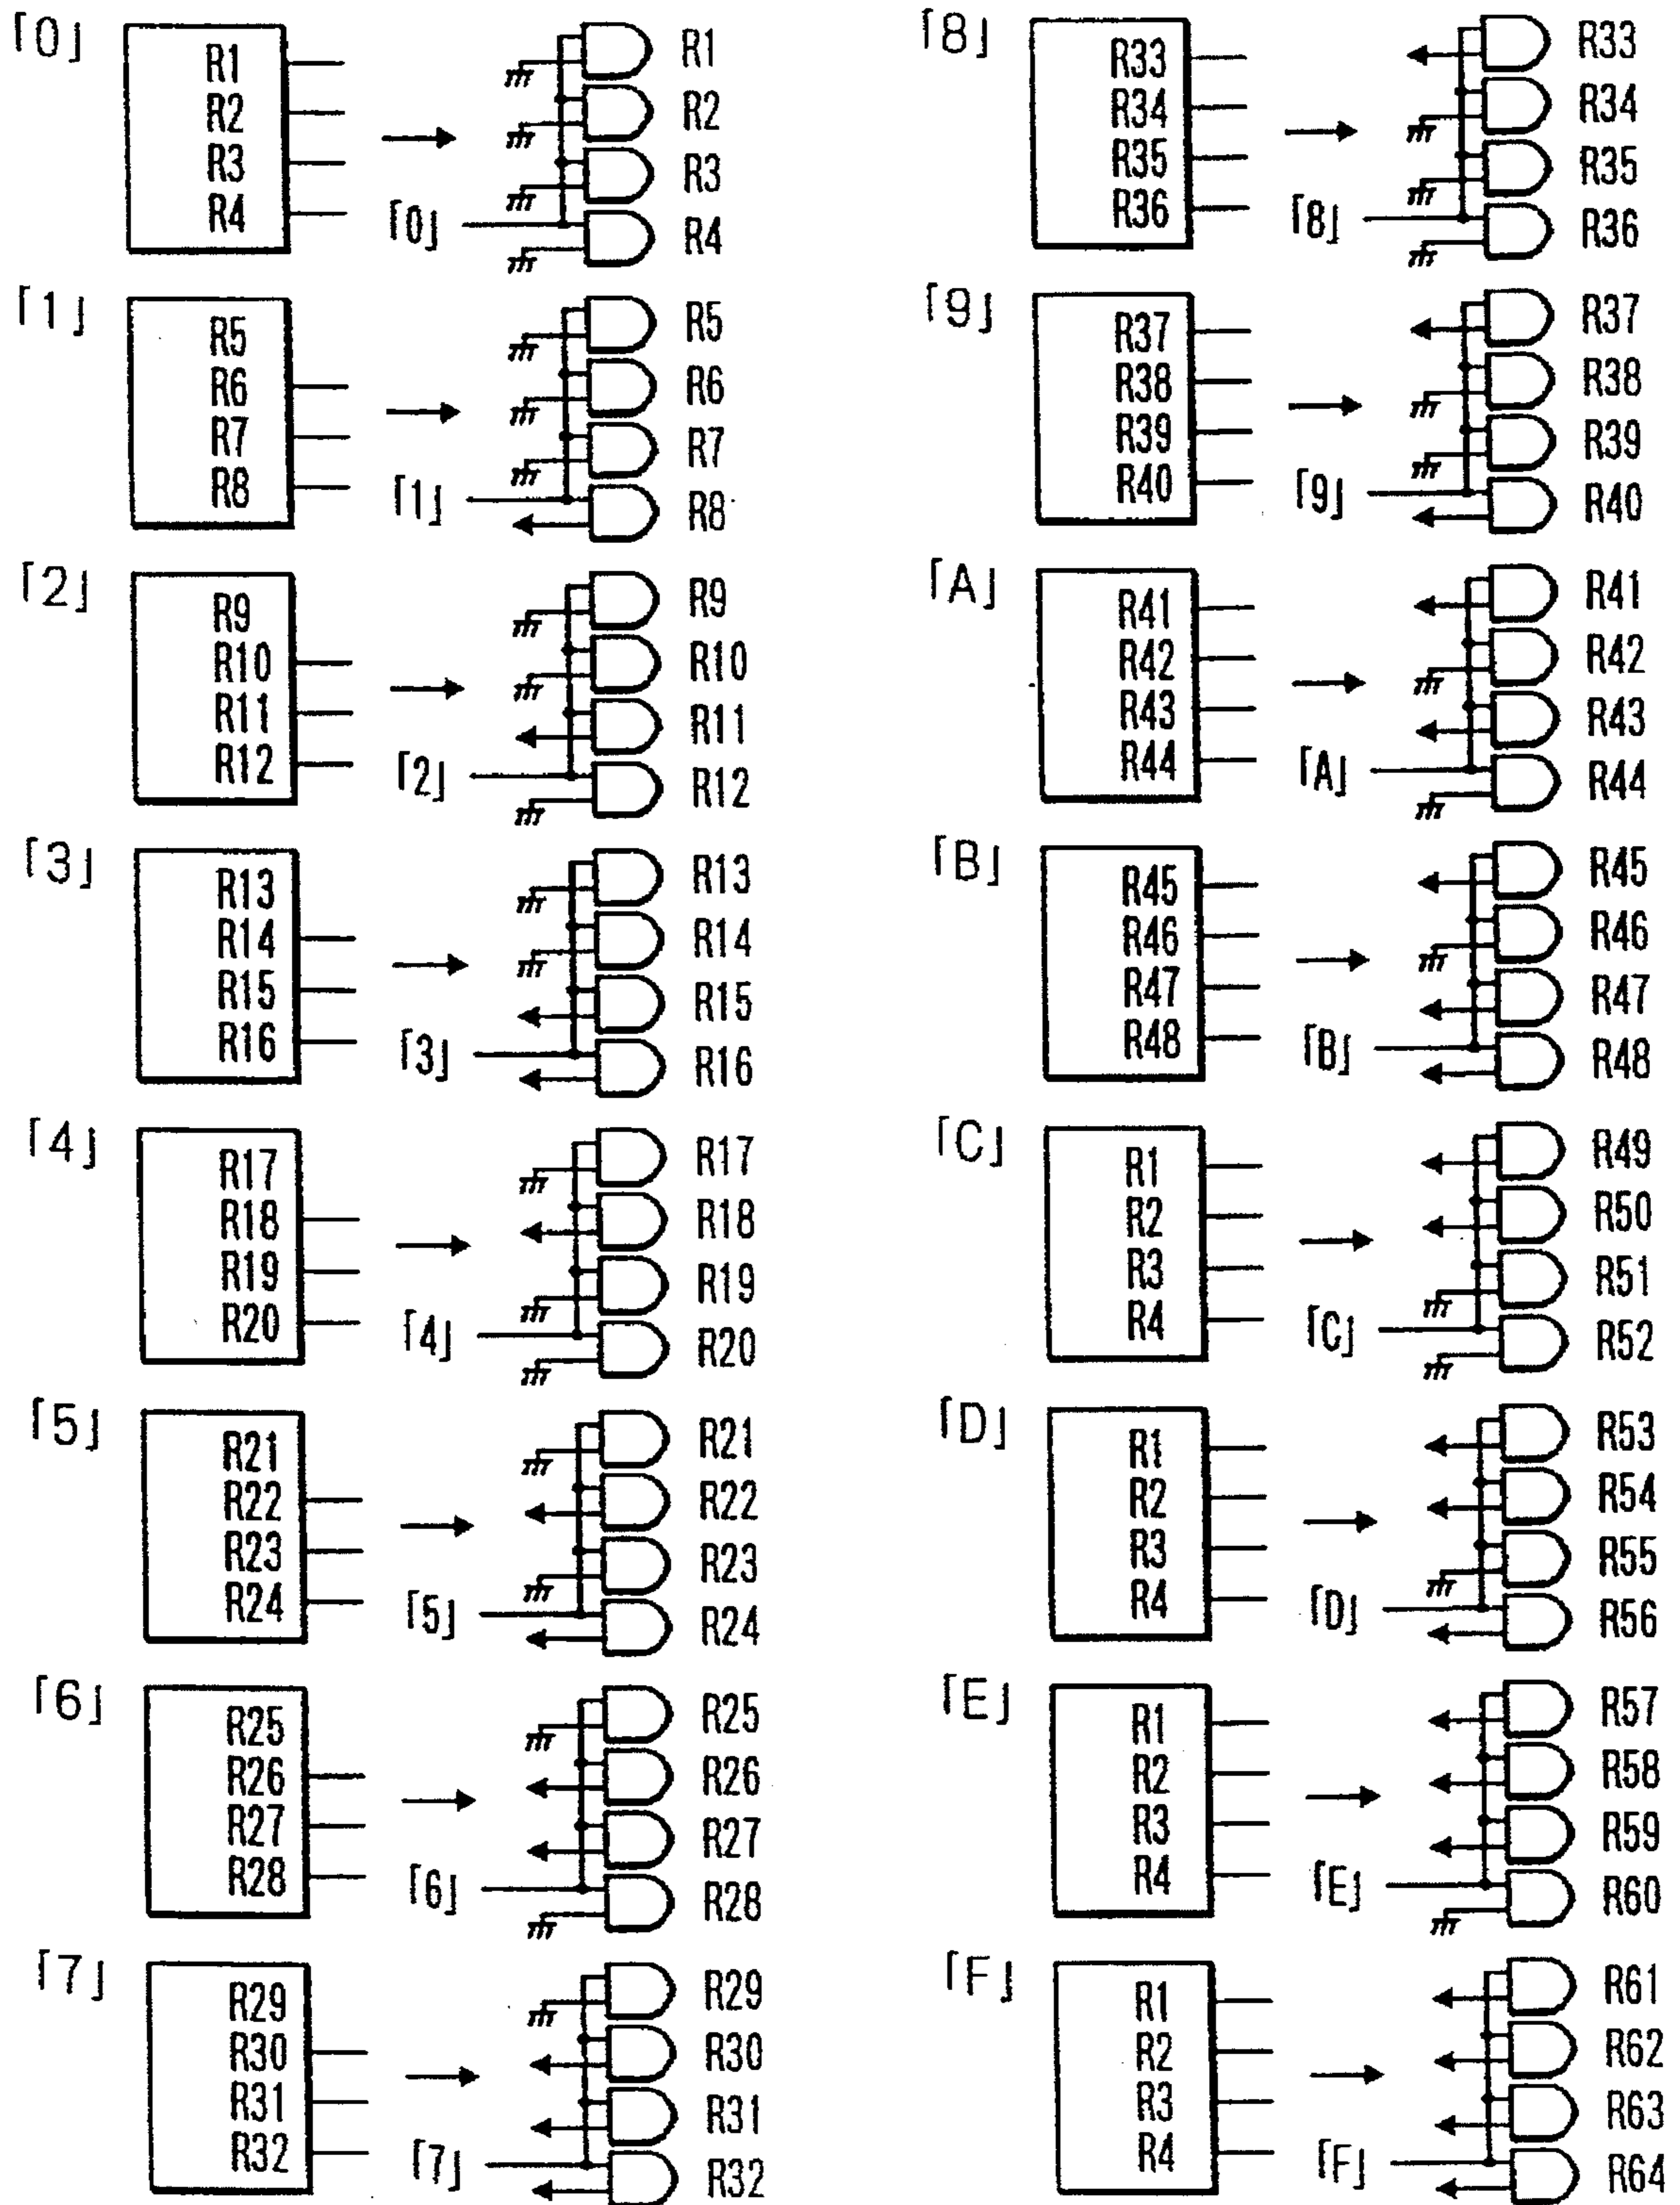 「0」
R1
R2
R3
R4
「0」
R1
R2
R3
R4
「1」
R5
R6
R7
R8
「1」
R5
R6
R7
R8
「2」
R9
R10
R11
R12
「2」
R9
R10
R11
R12
「3」
R13
R14
R15
R16
「3」
R13
R14
R15
R16
「4」
R17
R18
R19
R20
「4」
R17
R18
R19
R20
「5」
R21
R22
R23
R24
「5」
R21
R22
R23
R24
「6」
R25
R26
R27
R28
「6」
R25
R26
R27
R28
「7」
R29
R30
R31
R32
「7」
R29
R30
R31
R32
「8」
R33
R34
R35
R36
「8」
R33
R34
R35
R36
「9」
R37
R38
R39
R40
「9」
R37
R38
R39
R40
「A」
R41
R42
R43
R44
「A」
R41
R42
R43
R44
「B」
R45
R46
R47
R48
「B」
R45
R46
R47
R48
「C」
R1
R2
R3
R4
「C」
R49
R50
R51
R52
「D」
R1
R2
R3
R4
「D」
R53
R54
R55
R56
「E」
R1
R2
R3
R4
「E」
R57
R58
R59
R60
「F」
R1
R2
R3
R4
「F」
R61
R62
R63
R64